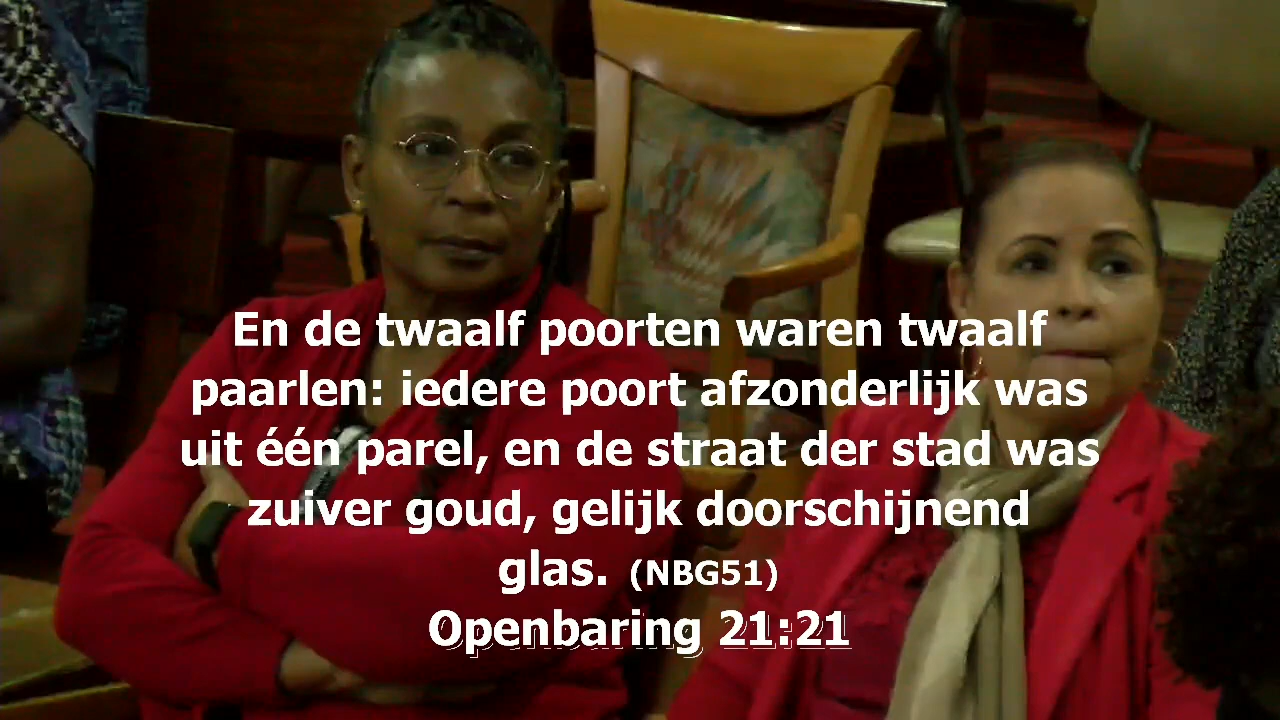 En de twaalf poorten waren twaalf
paarlen: iedere poort afzonderlijk was
uit één parel, en de straat der stad was
zuiver goud, gelijk doorschijnend
glas. (NBG51)
Openbaring 21:21